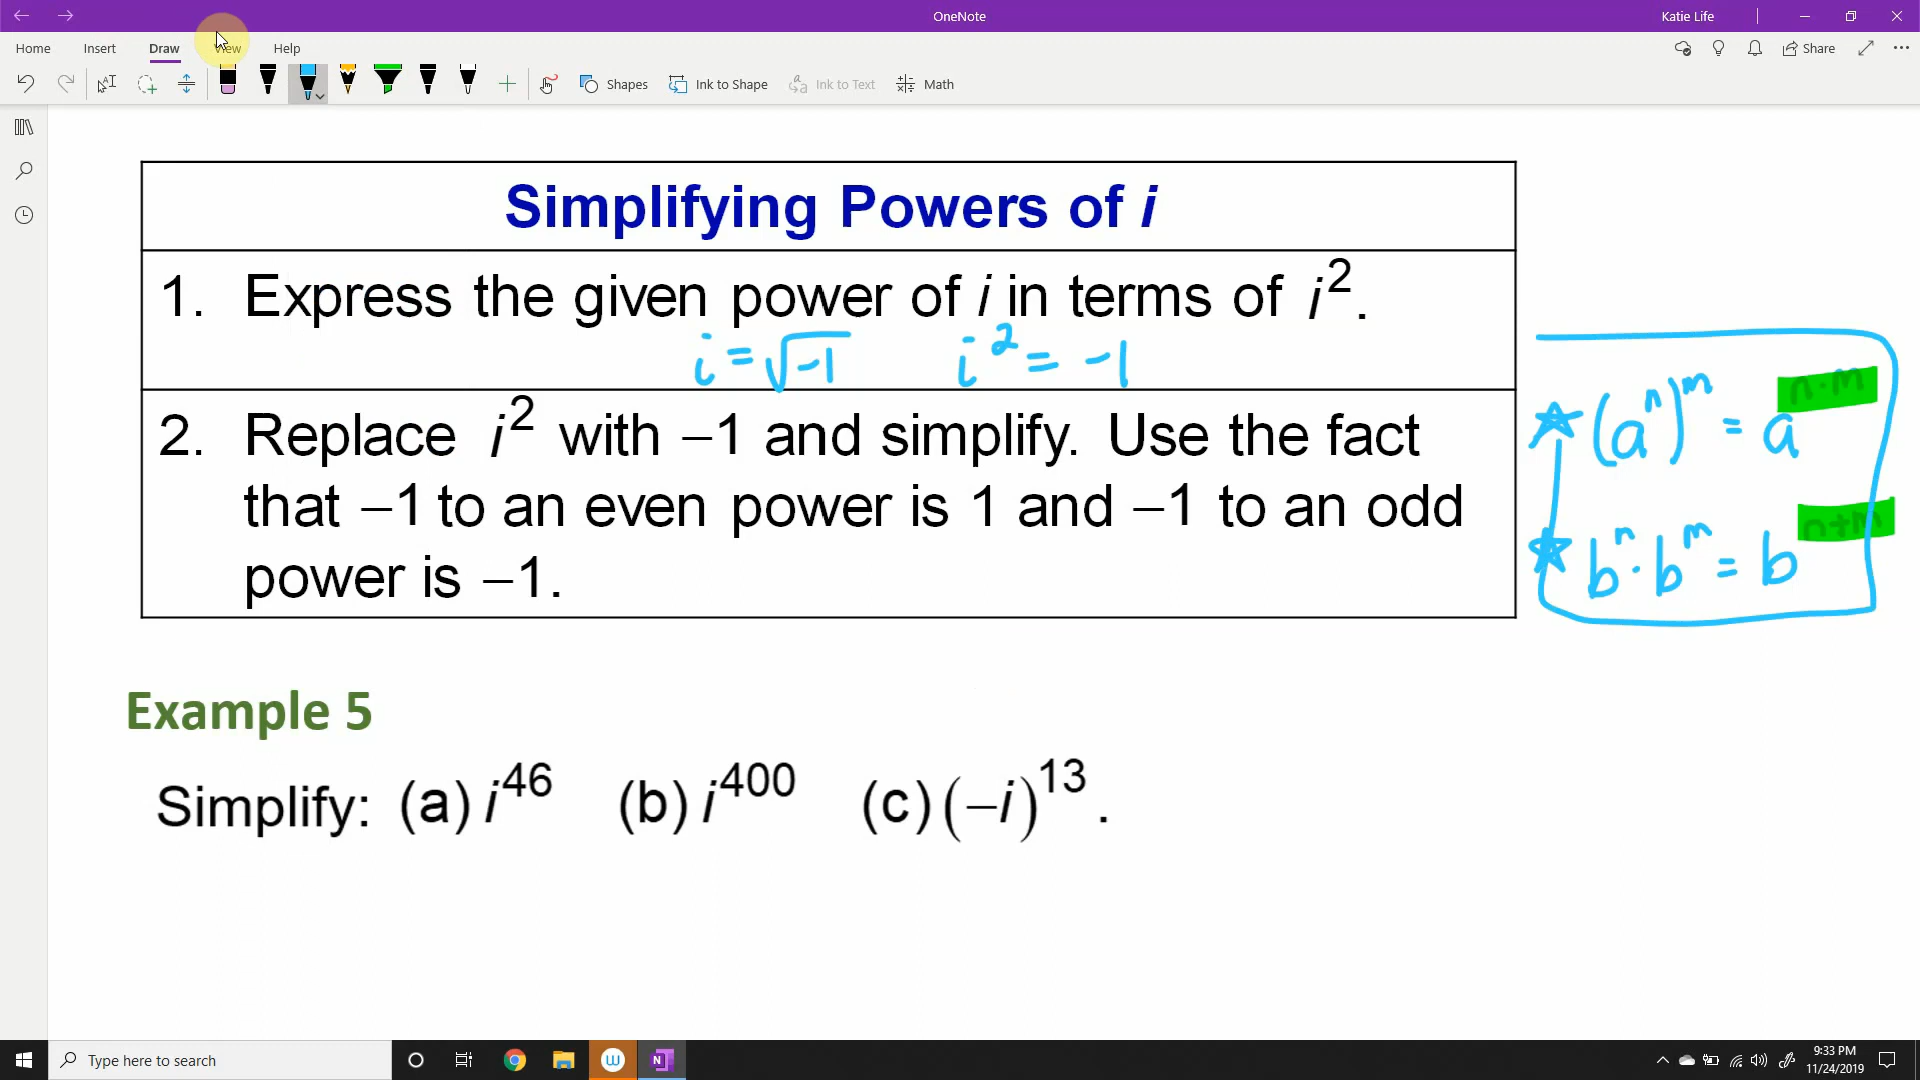 OneNote
Katie Life
Home Insert Draw View Help
Share
Shapes Ink to Shape Ink to Text Math
Simplifying Powers of i
1. Express the given power of i in terms of i².
i = √-1 i² = -1
2. Replace i² with –1 and simplify. Use the fact
that –1 to an even power is 1 and –1 to an odd
power is –1.
(aⁿ)ᵐ = aⁿ·ᵐ
bⁿ · bᵐ = bⁿ⁺ᵐ
Example 5
Simplify: (a) i⁴⁶ (b) i⁴⁰⁰ (c) (–i)¹³.
Type here to search
9:33 PM
11/24/2019